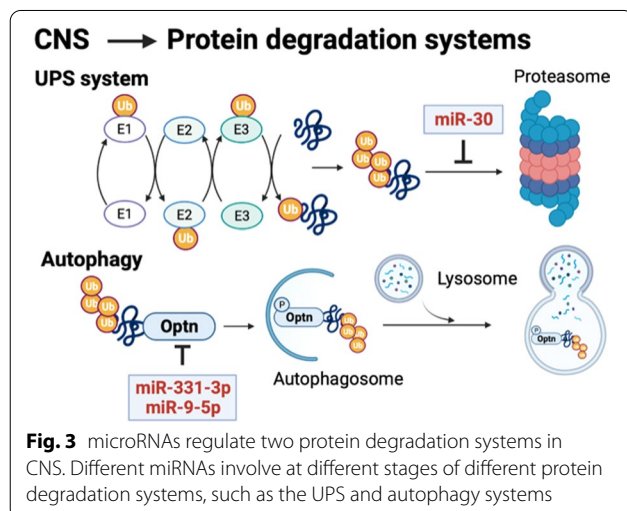 CNS → Protein degradation systems
UPS system
Proteasome
Ub
Ub
E1
E2
E3
miR-30
Ub
Ub
Ub
Ub
E1
E2
E3
Ub
Ub
Autophagy
Ub
Ub
Ub
Ub
Optn
P
Optn
Ub
Ub
Ub
Ub
Lysosome
P
Optn
miR-331-3p
miR-9-5p
Autophagosome
Fig. 3 microRNAs regulate two protein degradation systems in
CNS. Different miRNAs involve at different stages of different protein
degradation systems, such as the UPS and autophagy systems